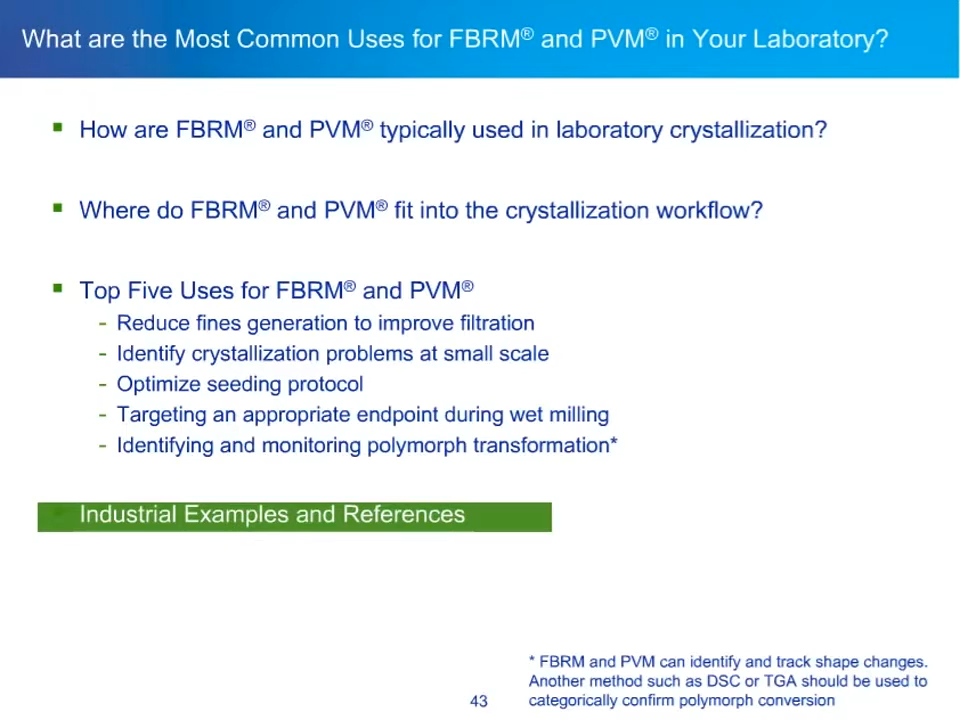 What are the Most Common Uses for FBRM® and PVM® in Your Laboratory?
▪ How are FBRM® and PVM® typically used in laboratory crystallization?
▪ Where do FBRM® and PVM® fit into the crystallization workflow?
▪ Top Five Uses for FBRM® and PVM®
- Reduce fines generation to improve filtration
- Identify crystallization problems at small scale
- Optimize seeding protocol
- Targeting an appropriate endpoint during wet milling
- Identifying and monitoring polymorph transformation*
▪ Industrial Examples and References
* FBRM and PVM can identify and track shape changes.
Another method such as DSC or TGA should be used to
categorically confirm polymorph conversion
43